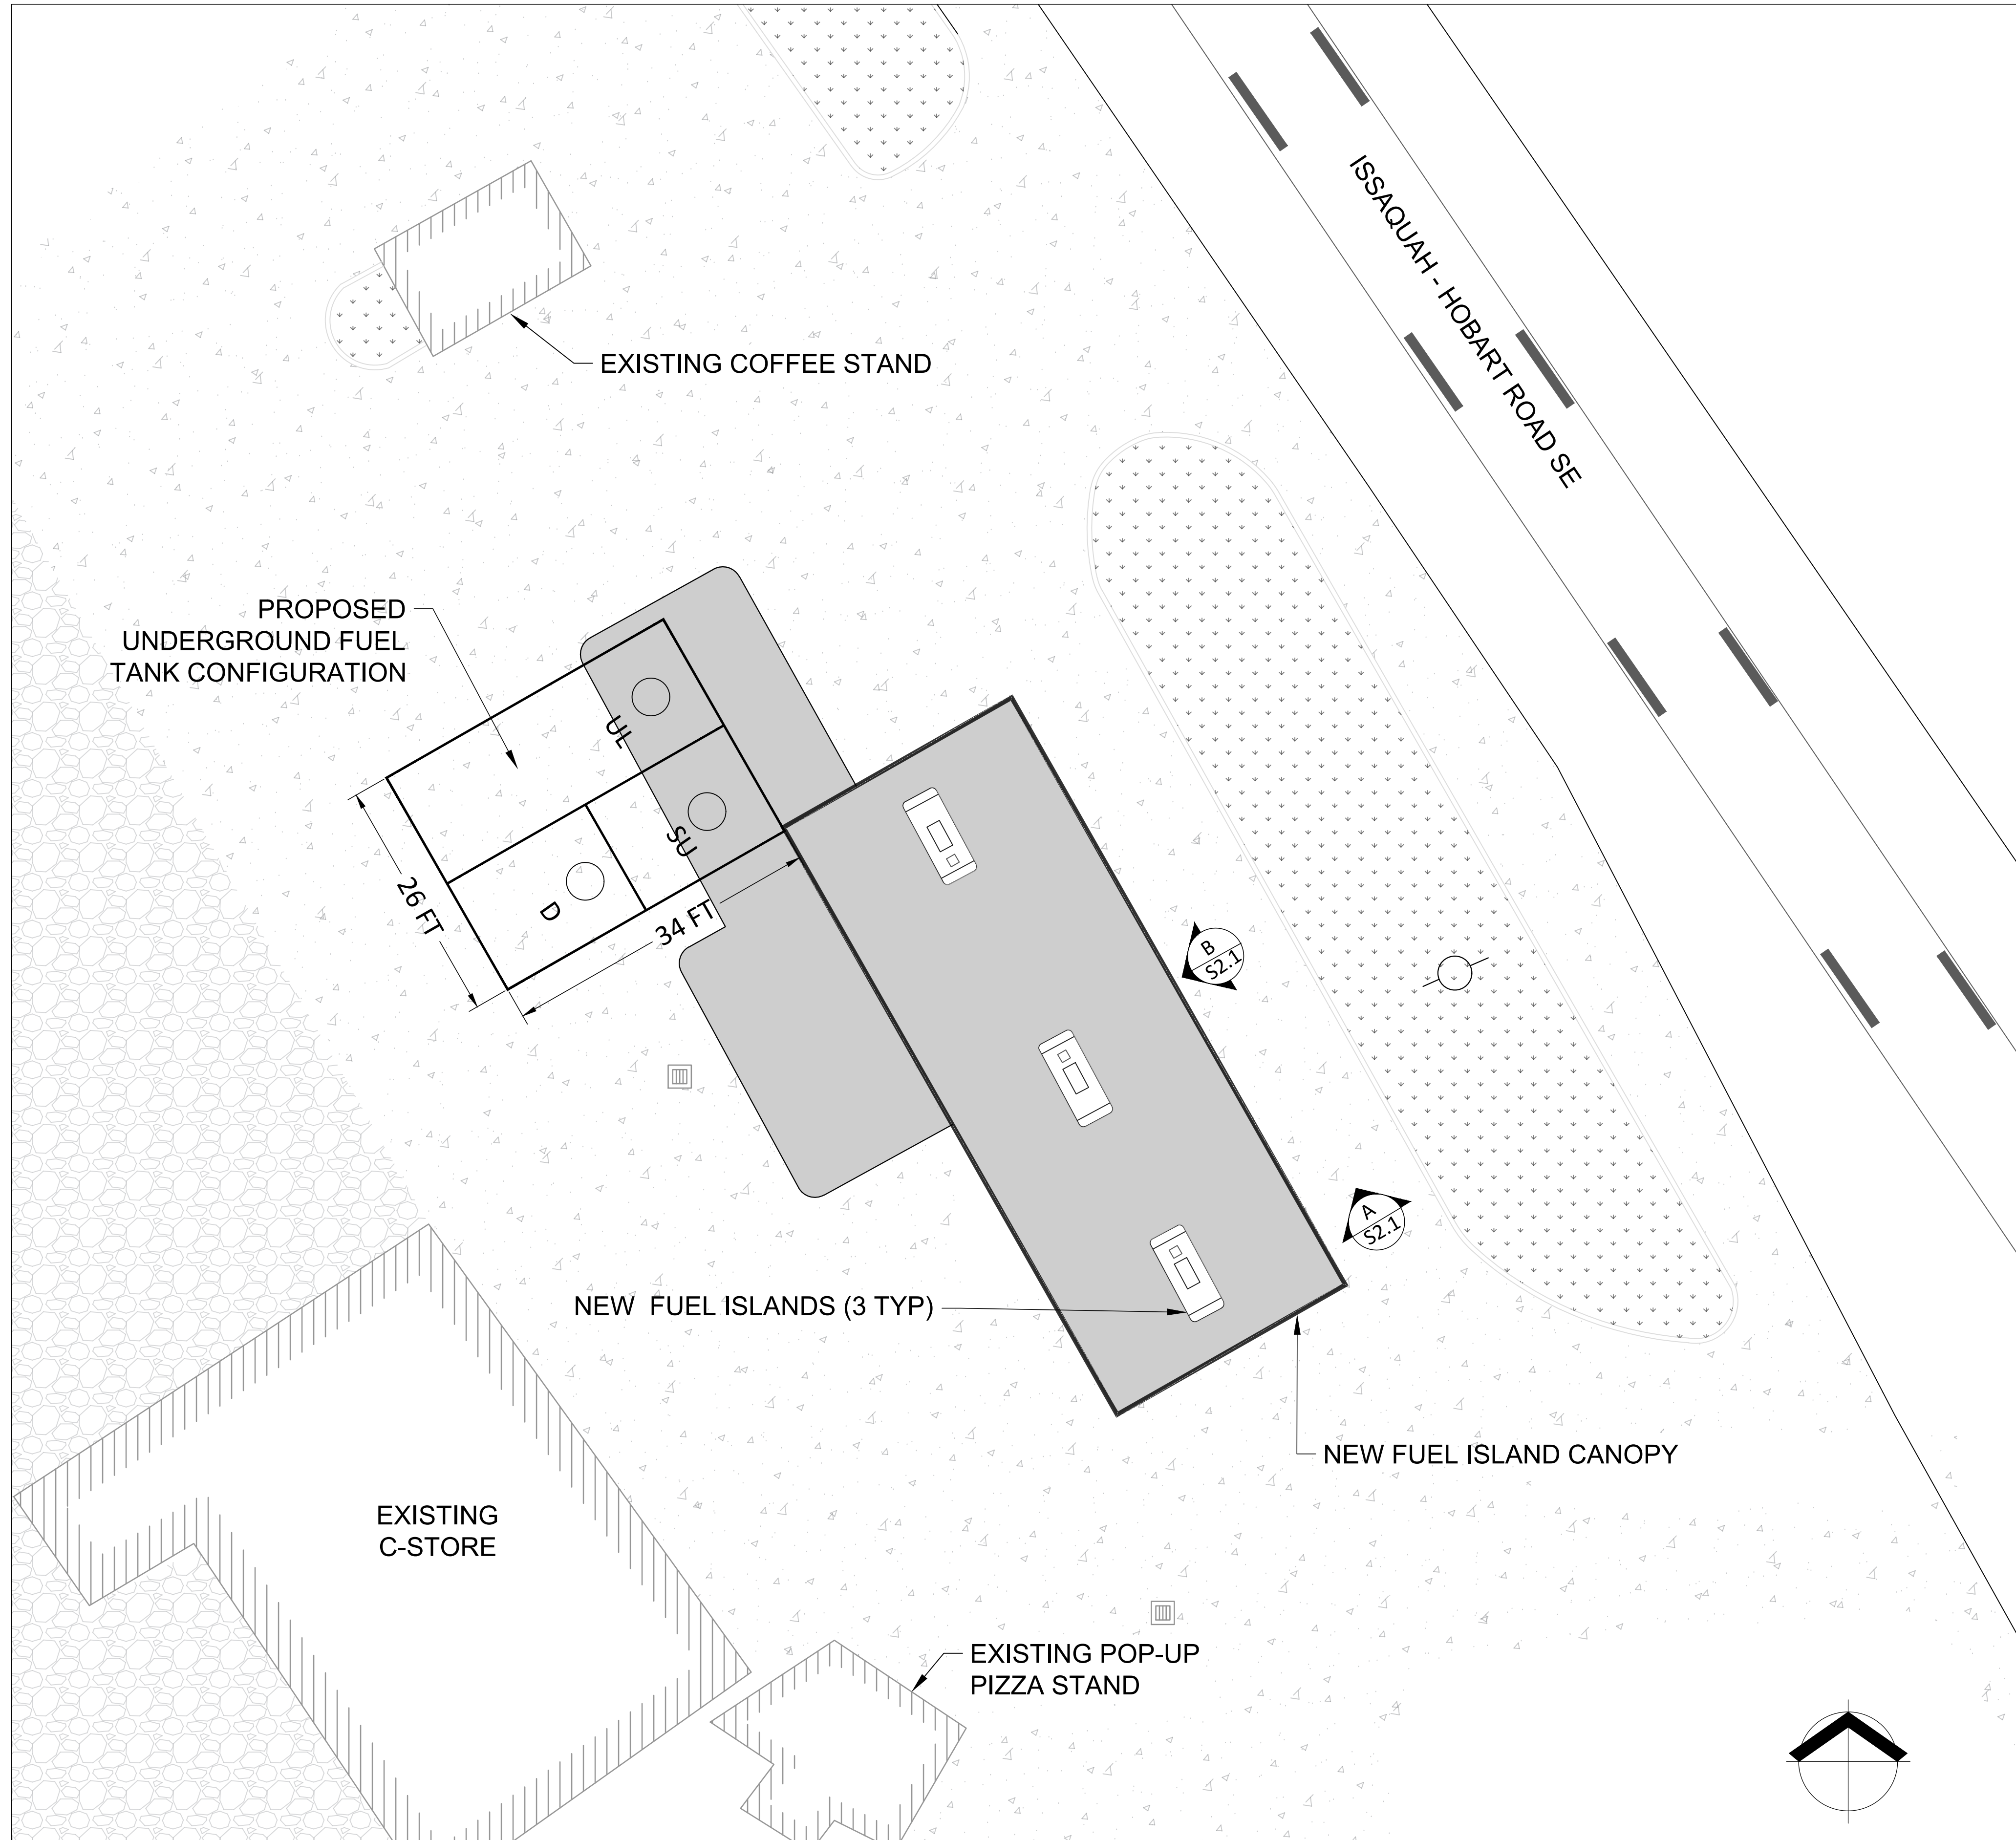 ISSAQUAH - HOBART ROAD SE
EXISTING COFFEE STAND
PROPOSED
UNDERGROUND FUEL
TANK CONFIGURATION
UL
SU
D
26 FT
34 FT
B
S2.1
A
S2.1
NEW FUEL ISLANDS (3 TYP)
NEW FUEL ISLAND CANOPY
EXISTING
C-STORE
EXISTING POP-UP
PIZZA STAND